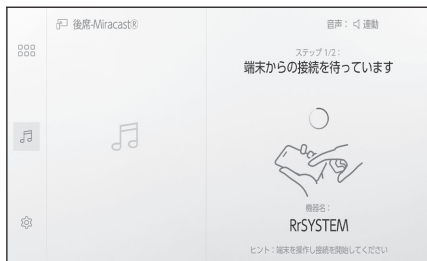 後席-Miracast®
音声： 連動
ステップ 1/2：
端末からの接続を待っています
機器名：
RrSYSTEM
ヒント：端末を操作し接続を開始してください